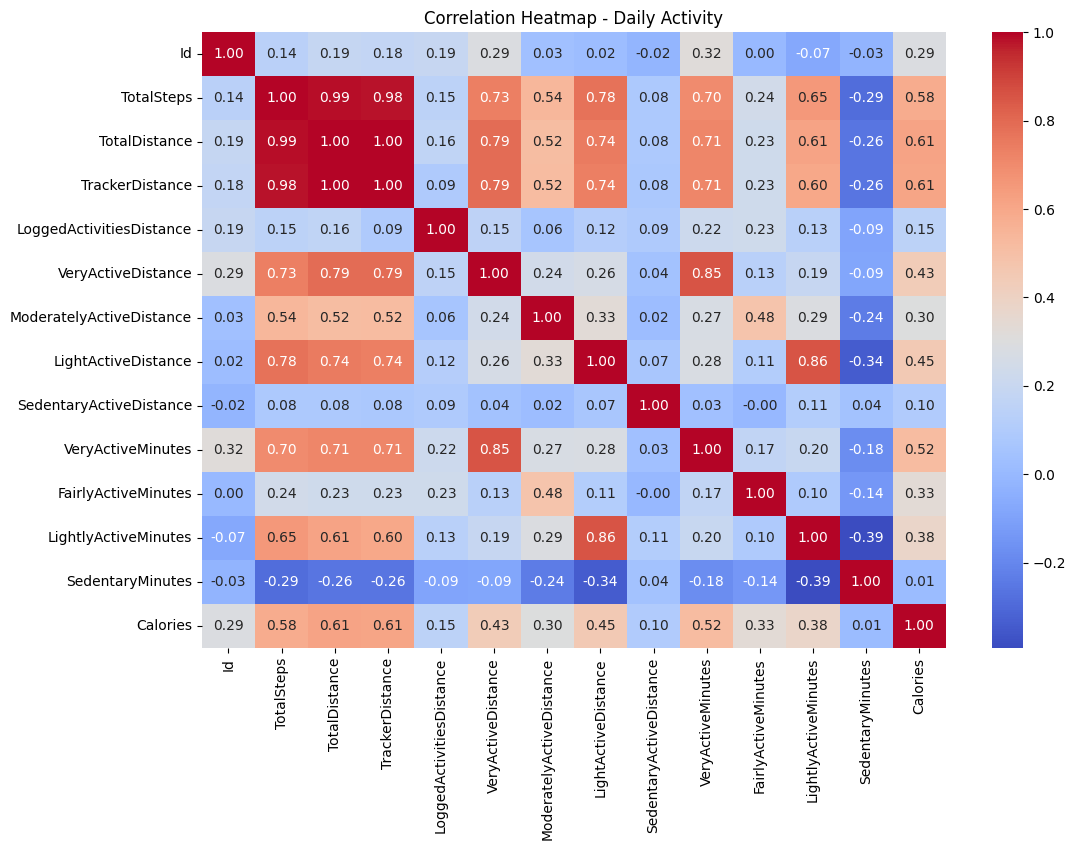 Correlation Heatmap - Daily Activity
Id 1.00 0.14 0.19 0.18 0.19 0.29 0.03 0.02 -0.02 0.32 0.00 -0.07 -0.03 0.29
TotalSteps 0.14 1.00 0.99 0.98 0.15 0.73 0.54 0.78 0.08 0.70 0.24 0.65 -0.29 0.58
TotalDistance 0.19 0.99 1.00 1.00 0.16 0.79 0.52 0.74 0.08 0.71 0.23 0.61 -0.26 0.61
TrackerDistance 0.18 0.98 1.00 1.00 0.09 0.79 0.52 0.74 0.08 0.71 0.23 0.60 -0.26 0.61
LoggedActivitiesDistance 0.19 0.15 0.16 0.09 1.00 0.15 0.06 0.12 0.09 0.22 0.23 0.13 -0.09 0.15
VeryActiveDistance 0.29 0.73 0.79 0.79 0.15 1.00 0.24 0.26 0.04 0.85 0.13 0.19 -0.09 0.43
ModeratelyActiveDistance 0.03 0.54 0.52 0.52 0.06 0.24 1.00 0.33 0.02 0.27 0.48 0.29 -0.24 0.30
LightActiveDistance 0.02 0.78 0.74 0.74 0.12 0.26 0.33 1.00 0.07 0.28 0.11 0.86 -0.34 0.45
SedentaryActiveDistance -0.02 0.08 0.08 0.08 0.09 0.04 0.02 0.07 1.00 0.03 -0.00 0.11 0.04 0.10
VeryActiveMinutes 0.32 0.70 0.71 0.71 0.22 0.85 0.27 0.28 0.03 1.00 0.17 0.20 -0.18 0.52
FairlyActiveMinutes 0.00 0.24 0.23 0.23 0.23 0.13 0.48 0.11 -0.00 0.17 1.00 0.10 -0.14 0.33
LightlyActiveMinutes -0.07 0.65 0.61 0.60 0.13 0.19 0.29 0.86 0.11 0.20 0.10 1.00 -0.39 0.38
SedentaryMinutes -0.03 -0.29 -0.26 -0.26 -0.09 -0.09 -0.24 -0.34 0.04 -0.18 -0.14 -0.39 1.00 0.01
Calories 0.29 0.58 0.61 0.61 0.15 0.43 0.30 0.45 0.10 0.52 0.33 0.38 0.01 1.00
Id
TotalSteps
TotalDistance
TrackerDistance
LoggedActivitiesDistance
VeryActiveDistance
ModeratelyActiveDistance
LightActiveDistance
SedentaryActiveDistance
VeryActiveMinutes
FairlyActiveMinutes
LightlyActiveMinutes
SedentaryMinutes
Calories
1.0
0.8
0.6
0.4
0.2
0.0
−0.2